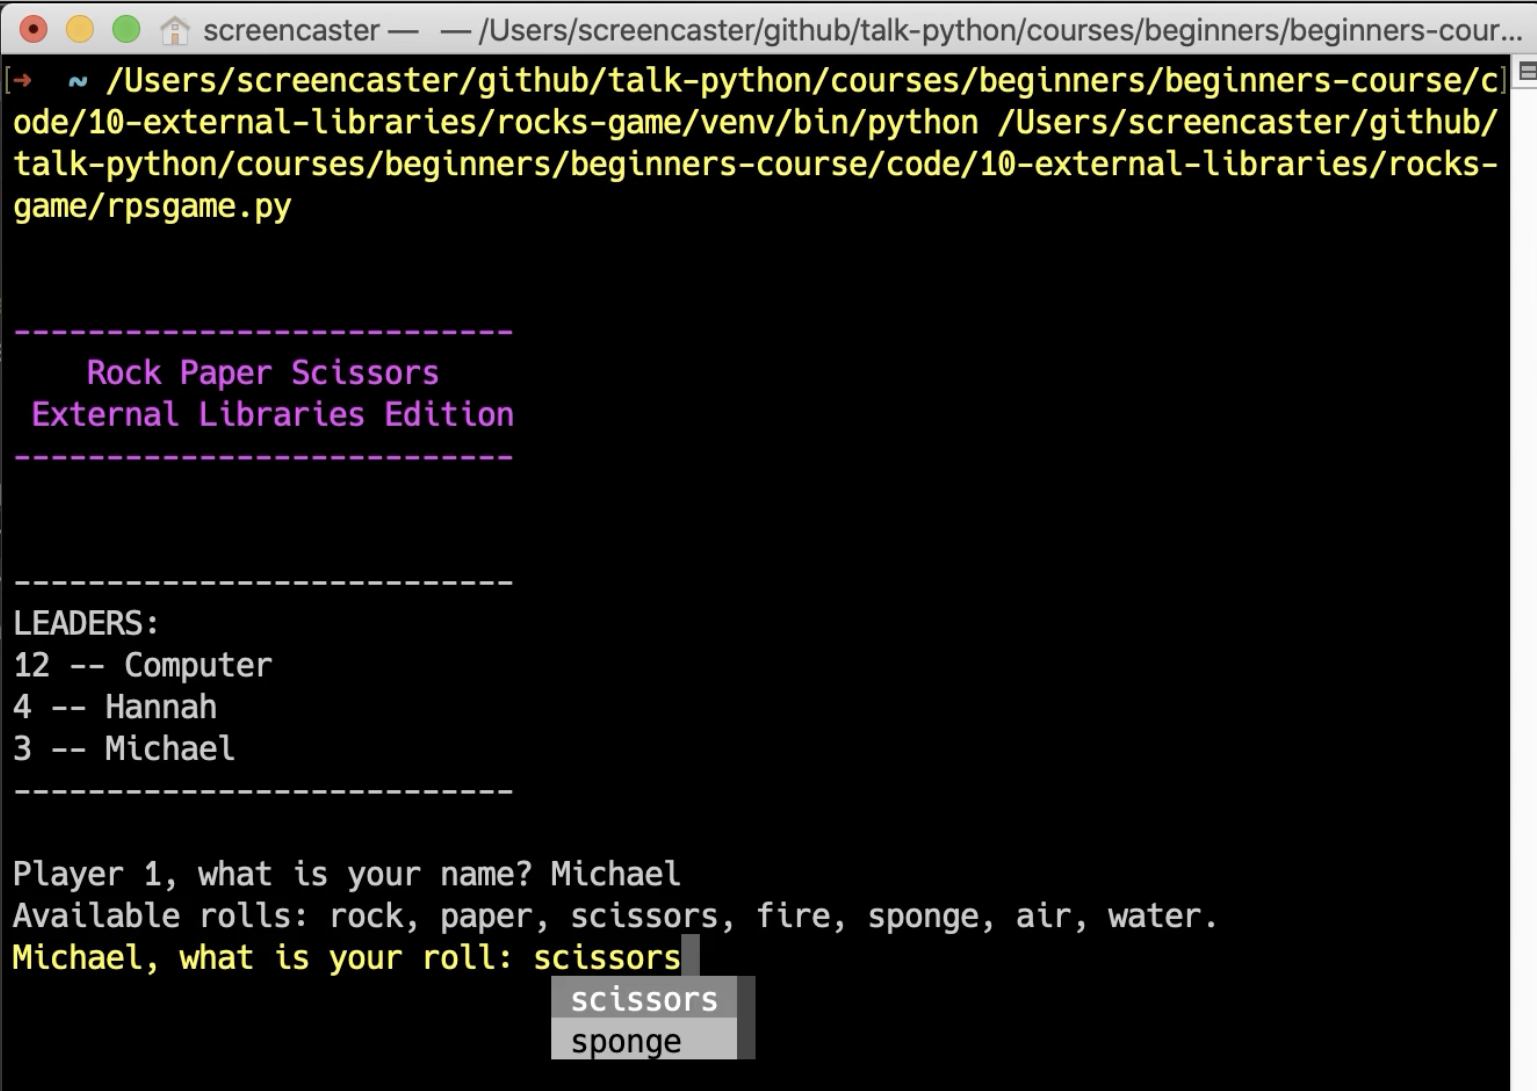 screencaster — — /Users/screencaster/github/talk-python/courses/beginners/beginners-cour...
[➜ ~ /Users/screencaster/github/talk-python/courses/beginners/beginners-course/c]
ode/10-external-libraries/rocks-game/venv/bin/python /Users/screencaster/github/
talk-python/courses/beginners/beginners-course/code/10-external-libraries/rocks-
game/rpsgame.py
---------------------------
Rock Paper Scissors
External Libraries Edition
---------------------------
---------------------------
LEADERS:
12 -- Computer
4 -- Hannah
3 -- Michael
---------------------------
Player 1, what is your name? Michael
Available rolls: rock, paper, scissors, fire, sponge, air, water.
Michael, what is your roll: scissors
scissors
sponge